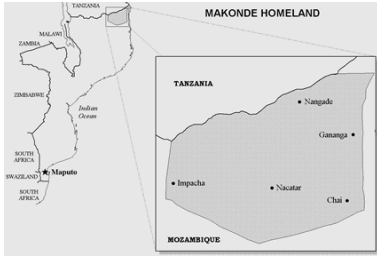 MAKONDE HOMELAND
TANZANIA
MALAWI
ZAMBIA
ZIMBABWE
Indian
Ocean
SOUTH
AFRICA
SWAZILAND
Maputo
SOUTH
AFRICA
TANZANIA
Nangade
Gananga
Impacha
Nacatar
Chai
MOZAMBIQUE